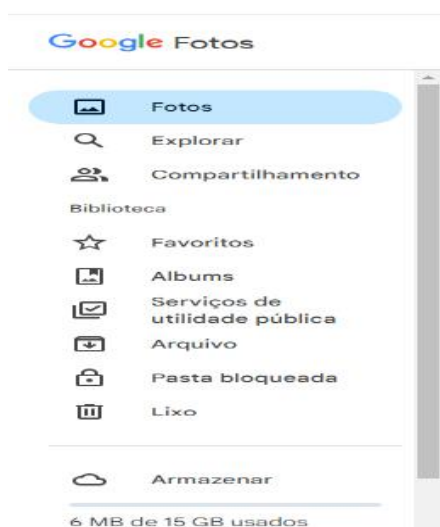 Google Fotos
Fotos
Explorar
Compartilhamento
Biblioteca
Favoritos
Albums
Serviços de
utilidade pública
Arquivo
Pasta bloqueada
Lixo
Armazenar
6 MB de 15 GB usados